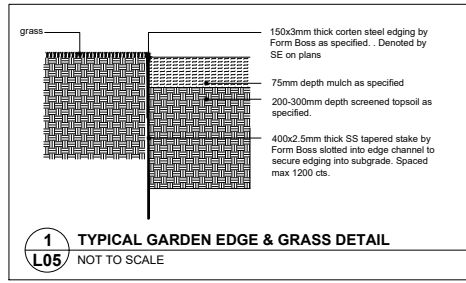 grass
150x3mm thick corten steel edging by
Form Boss as specified. . Denoted by
SE on plans
75mm depth mulch as specified
200-300mm depth screened topsoil as
specified.
400x2.5mm thick SS tapered stake by
Form Boss slotted into edge channel to
secure edging into subgrade. Spaced
max 1200 cts.
1
TYPICAL GARDEN EDGE & GRASS DETAIL
L05
NOT TO SCALE